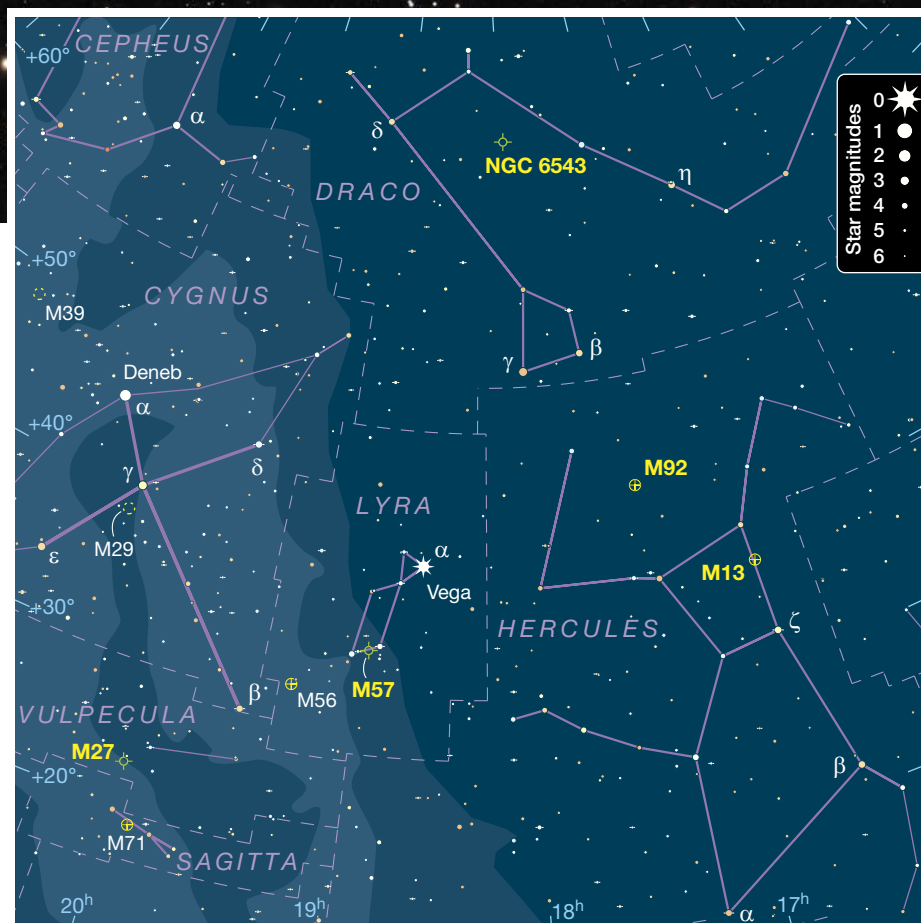 CEPHEUS
+60°
α
δ
NGC 6543
η
DRACO
Star magnitudes
0
1
2
3
4
5
6
+50°
CYGNUS
M39
β
γ
Deneb
α
+40°
δ
γ
M92
LYRA
α
ε
M29
Vega
M13
+30°
HERCULES
ζ
M57
β
M56
VULPECULA
M27
+20°
β
M71
SAGITTA
20h
19h
18h
17h
α